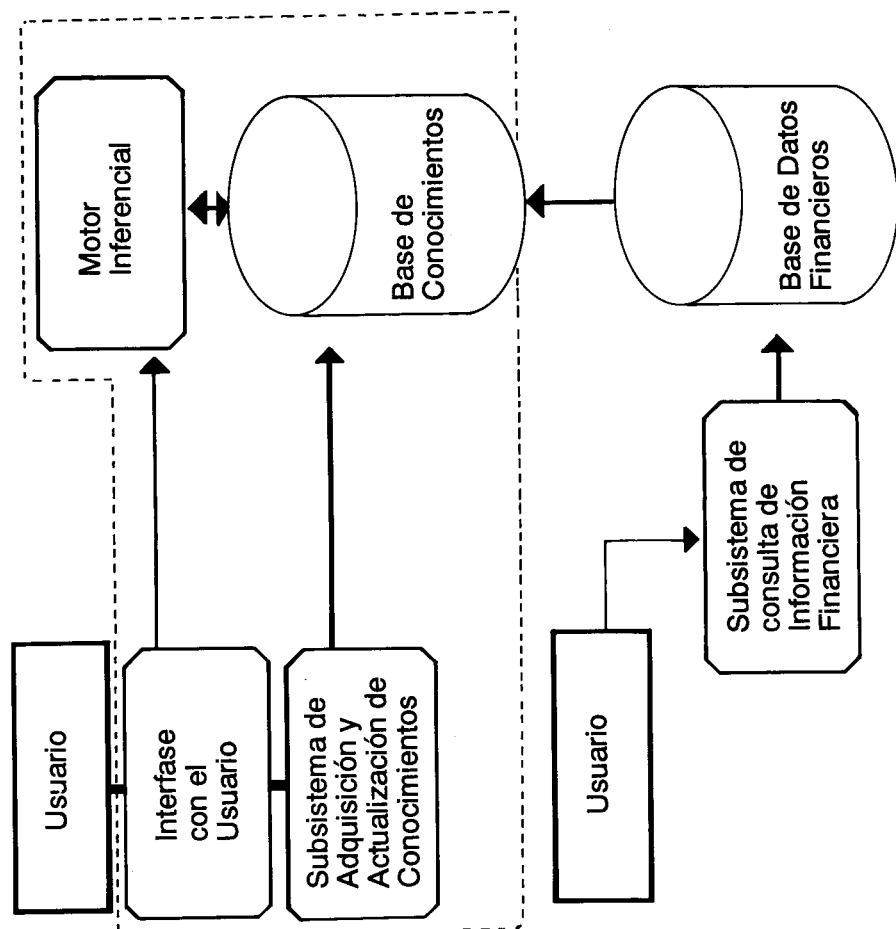 Usuario
Interfase
con el
Usuario
Subsistema de
Adquisición y
Actualización de
Conocimientos
Motor
Inferencial
Base de
Conocimientos
Usuario
Subsistema de
consulta de
Información
Financiera
Base de Datos
Financieros